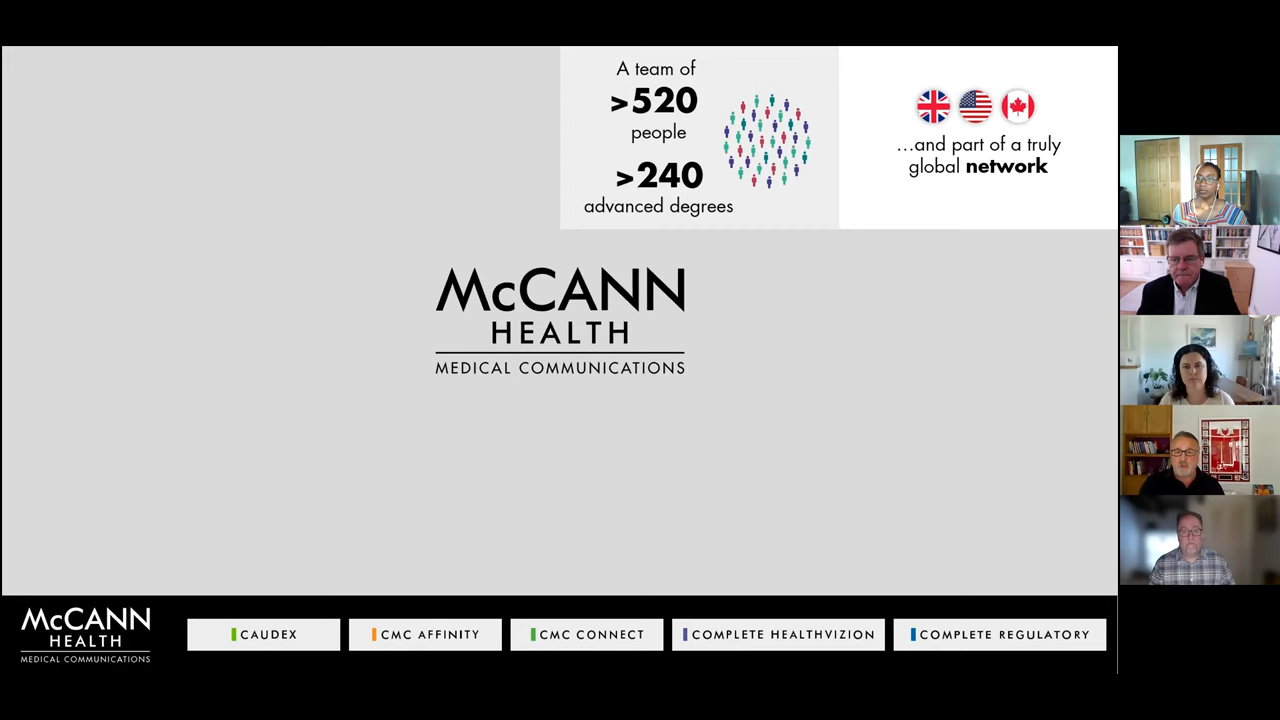 A team of
>520
people
>240
advanced degrees
...and part of a truly
global network
McCANN
HEALTH
MEDICAL COMMUNICATIONS
McCANN
HEALTH
MEDICAL COMMUNICATIONS
CAUDEX
CMC AFFINITY
CMC CONNECT
COMPLETE HEALTHVIZION
COMPLETE REGULATORY